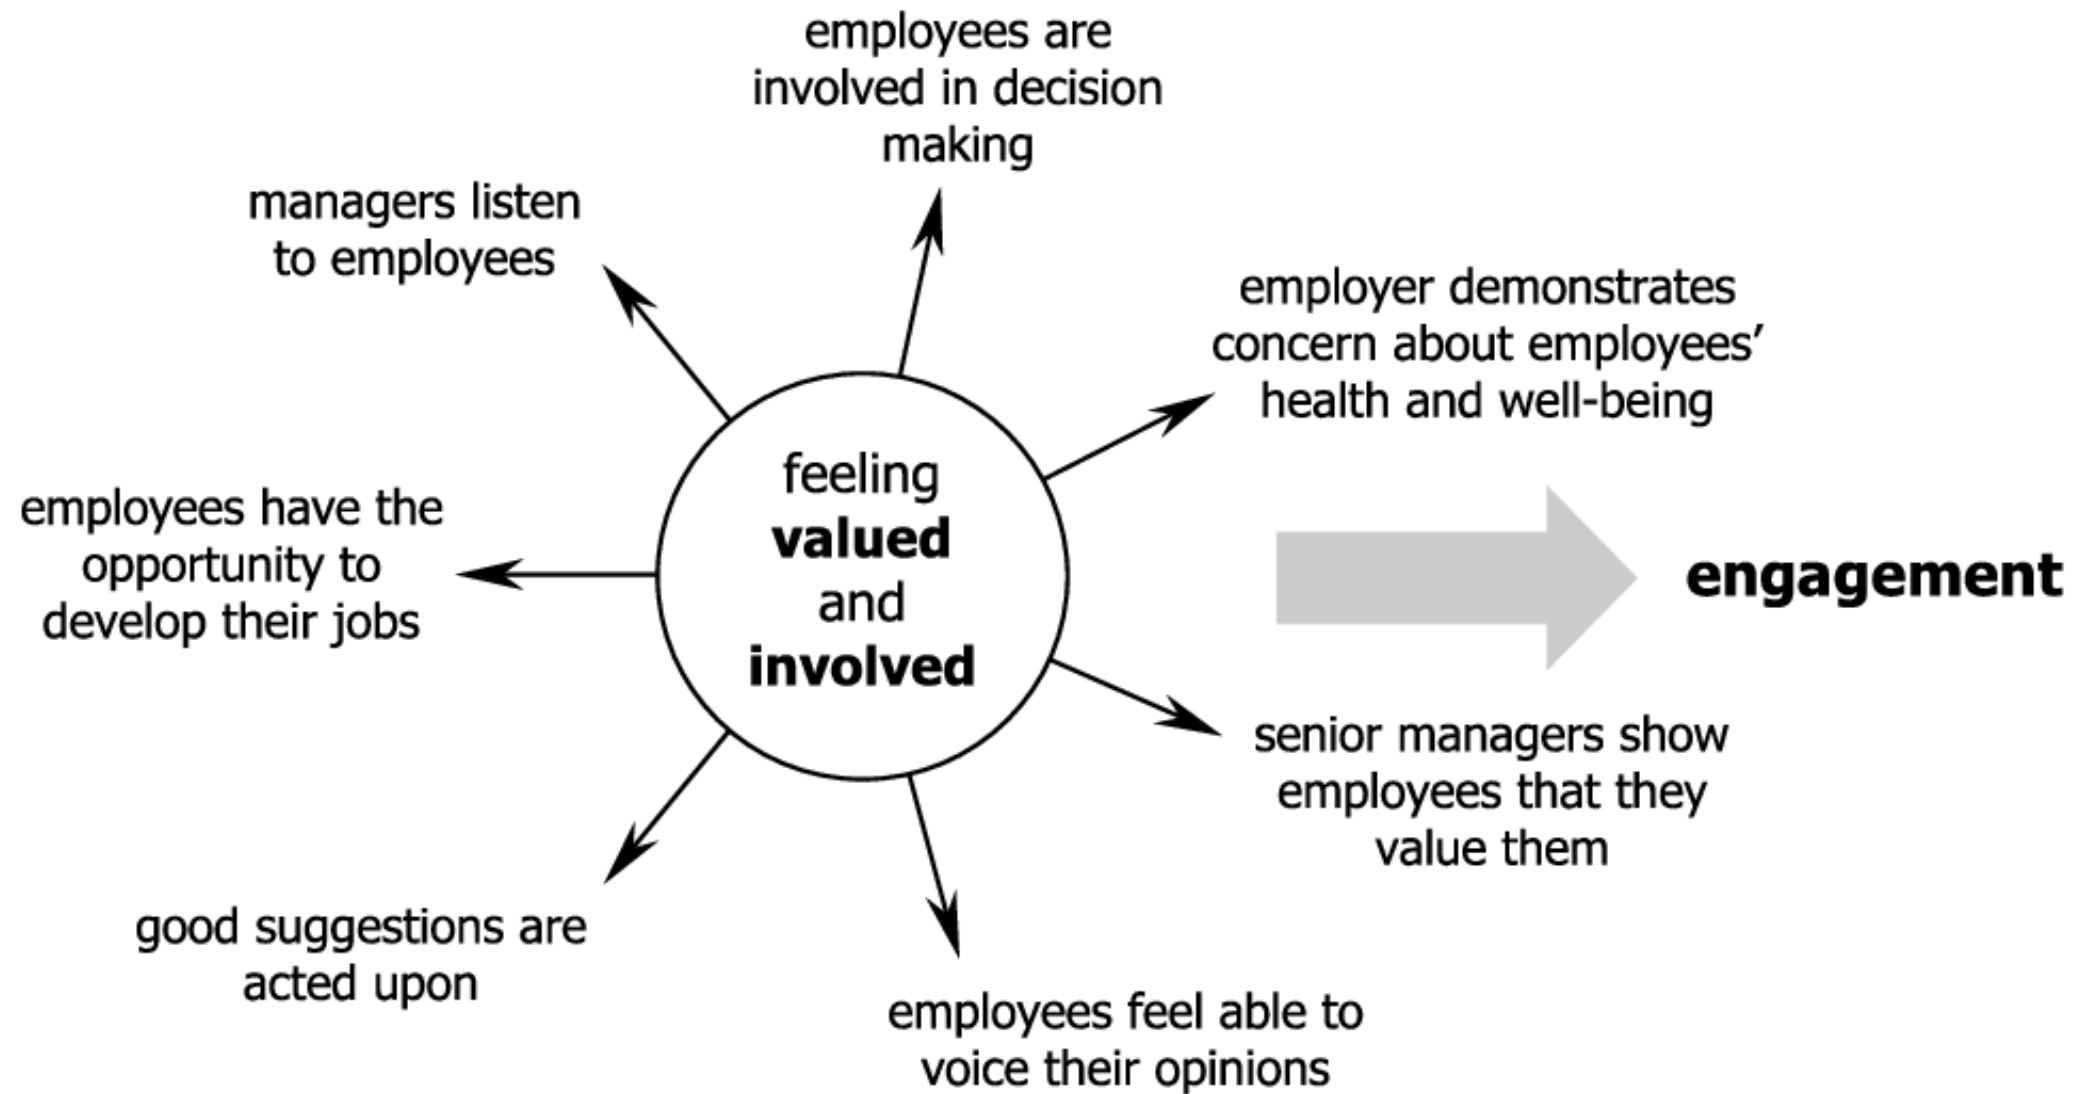 employees are
involved in decision
making
managers listen
to employees
employer demonstrates
concern about employees’
health and well-being
feeling
valued
and
involved
employees have the
opportunity to
develop their jobs
engagement
senior managers show
employees that they
value them
good suggestions are
acted upon
employees feel able to
voice their opinions